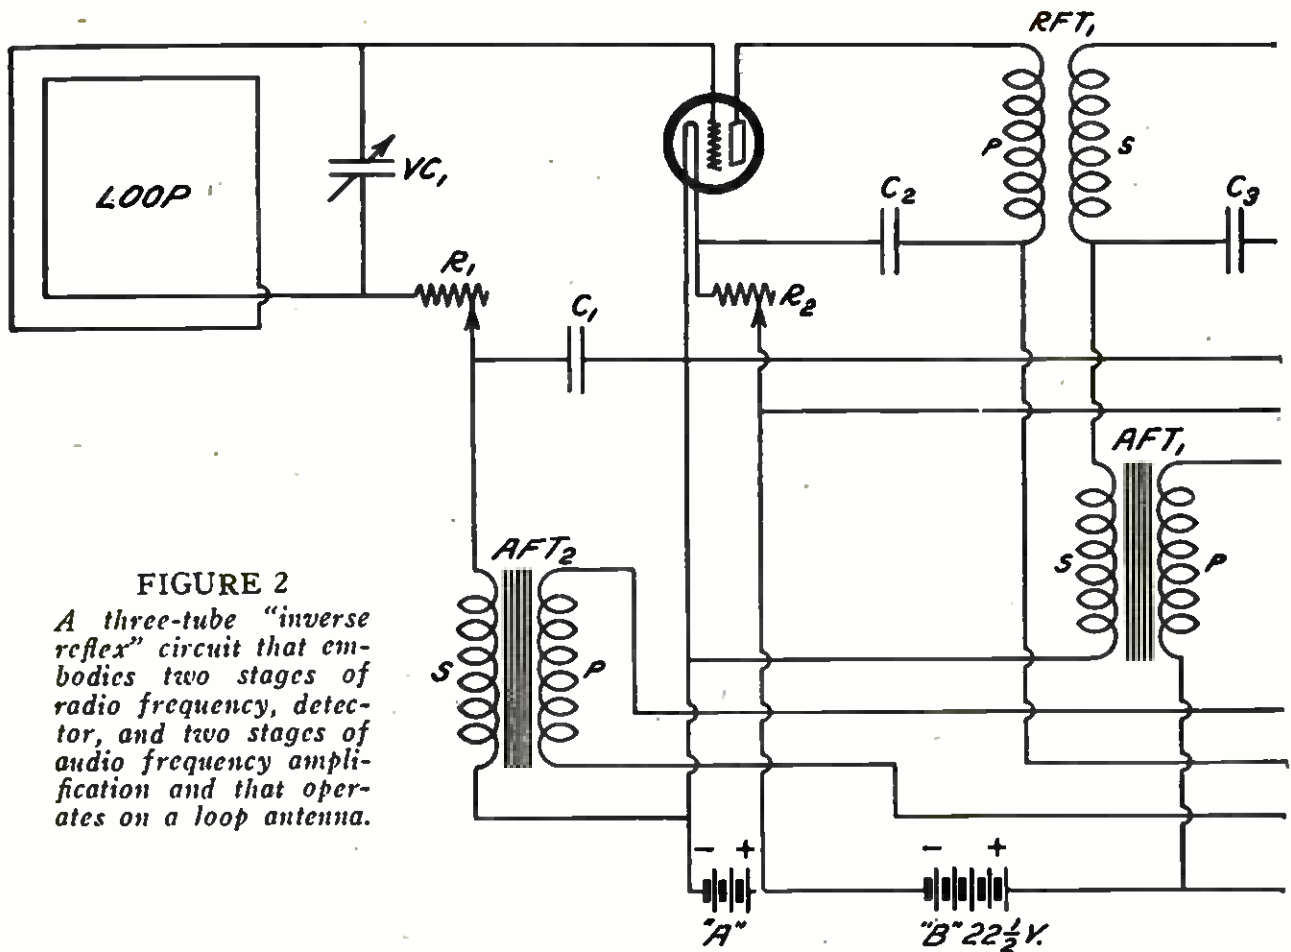 RFT₁
LOOP
VC₁
P
S
C₂
C₃
R₁
C₁
R₂
AFT₁
S
P
AFT₂
S
P
FIGURE 2
A three-tube “inverse
reflex” circuit that em-
bodies two stages of
radio frequency, detec-
tor, and two stages of
audio frequency ampli-
fication and that oper-
ates on a loop antenna.
- +
- +
"A"
"B" 22½ V.